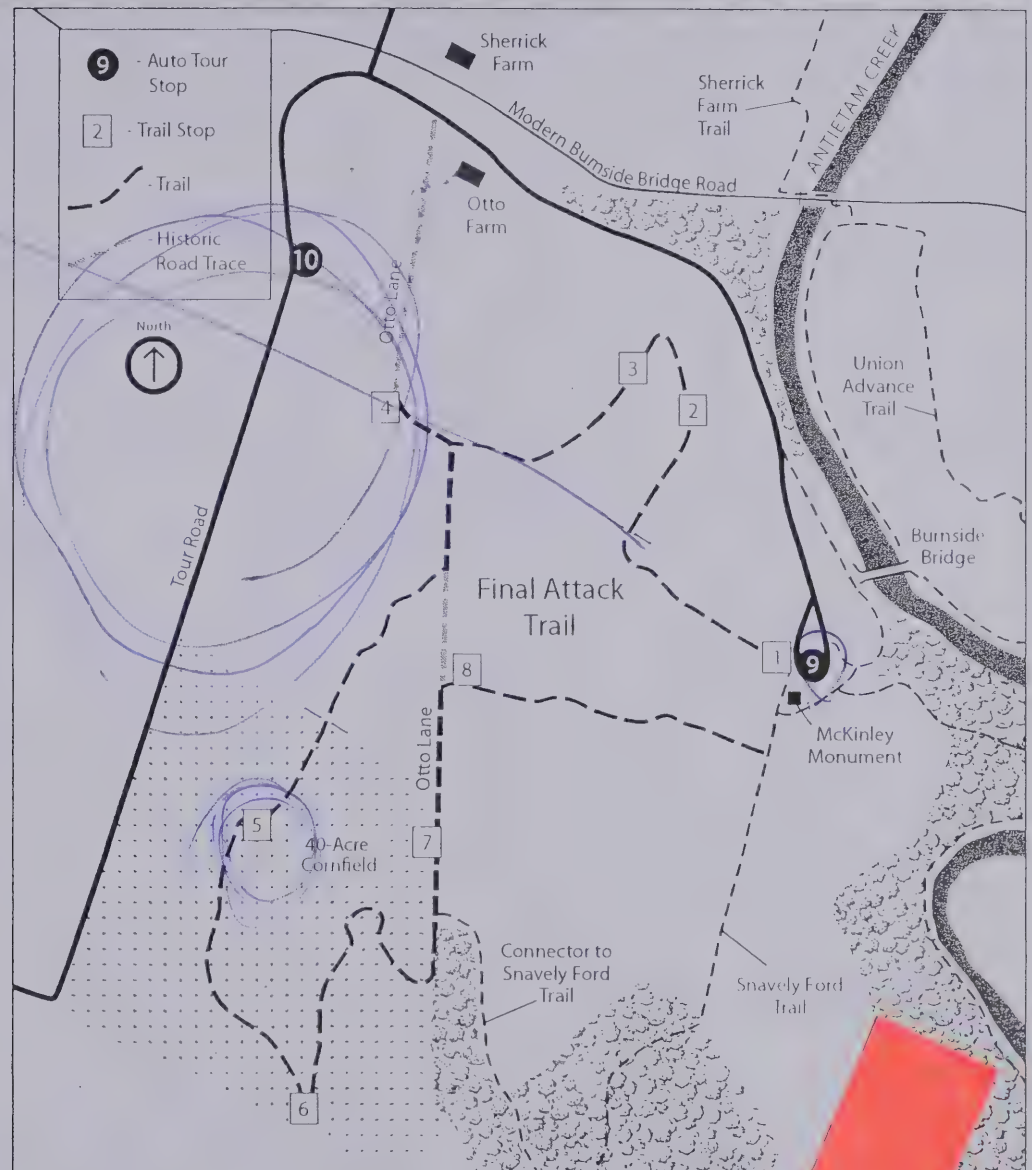 9 - Auto Tour
Stop
2 - Trail Stop
- Trail
- Historic
Road Trace
North
Sherrick
Farm
Modern Burnside Bridge Road
Sherrick
Farm
Trail
ANTIETAM CREEK
Otto
Farm
10
Otto Lane
4
3
2
Union
Advance
Trail
Tour Road
Burnside
Bridge
Final Attack
Trail
1
9
8
McKinley
Monument
Otto Lane
5
40-Acre
Cornfield
7
Connector to
Snavely Ford
Trail
Snavely Ford
Trail
6